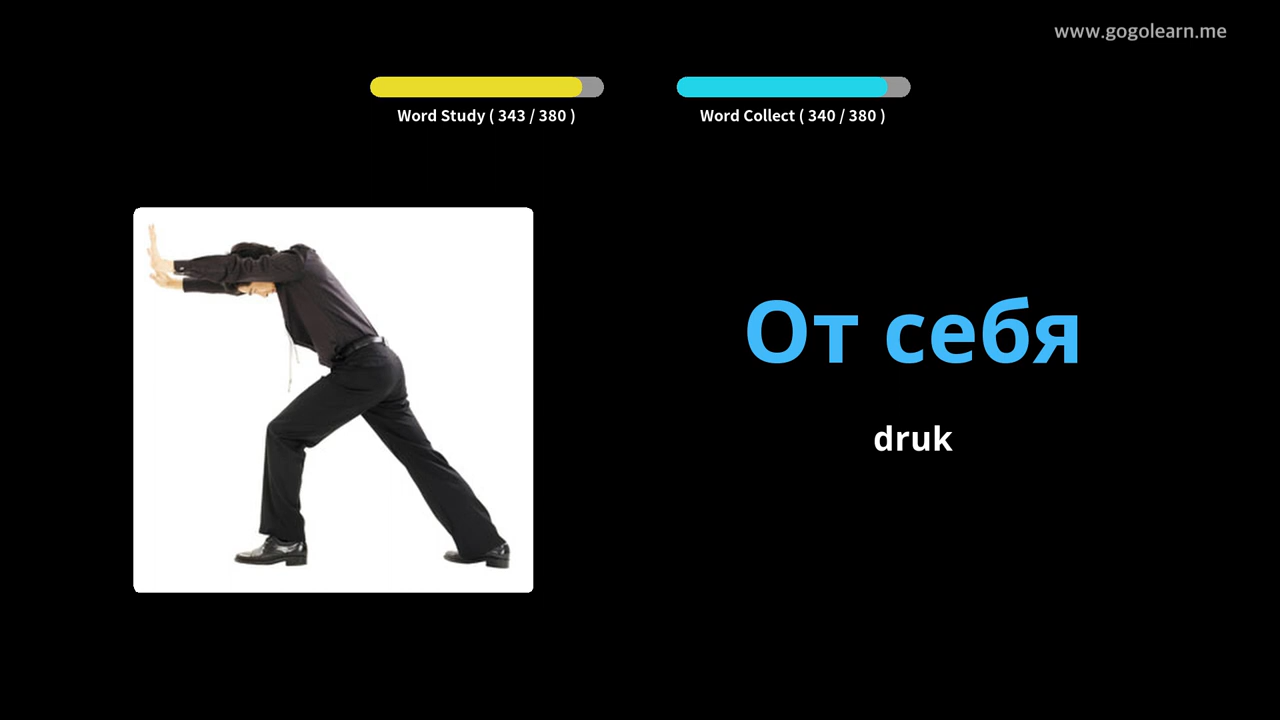 www.gogolearn.me
Word Study ( 343 / 380 )
Word Collect ( 340 / 380 )
От себя
druk